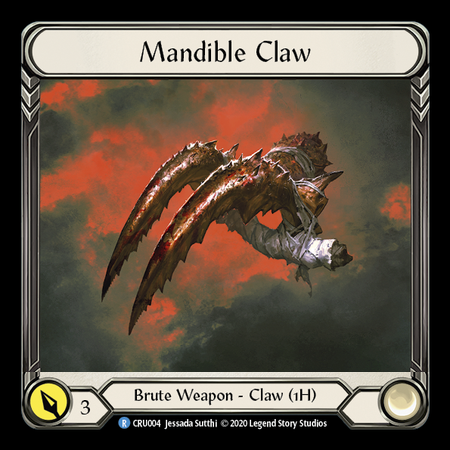 Mandible Claw
Brute Weapon - Claw (1H)
3
R CRU004 Jessada Sutthi © 2020 Legend Story Studios